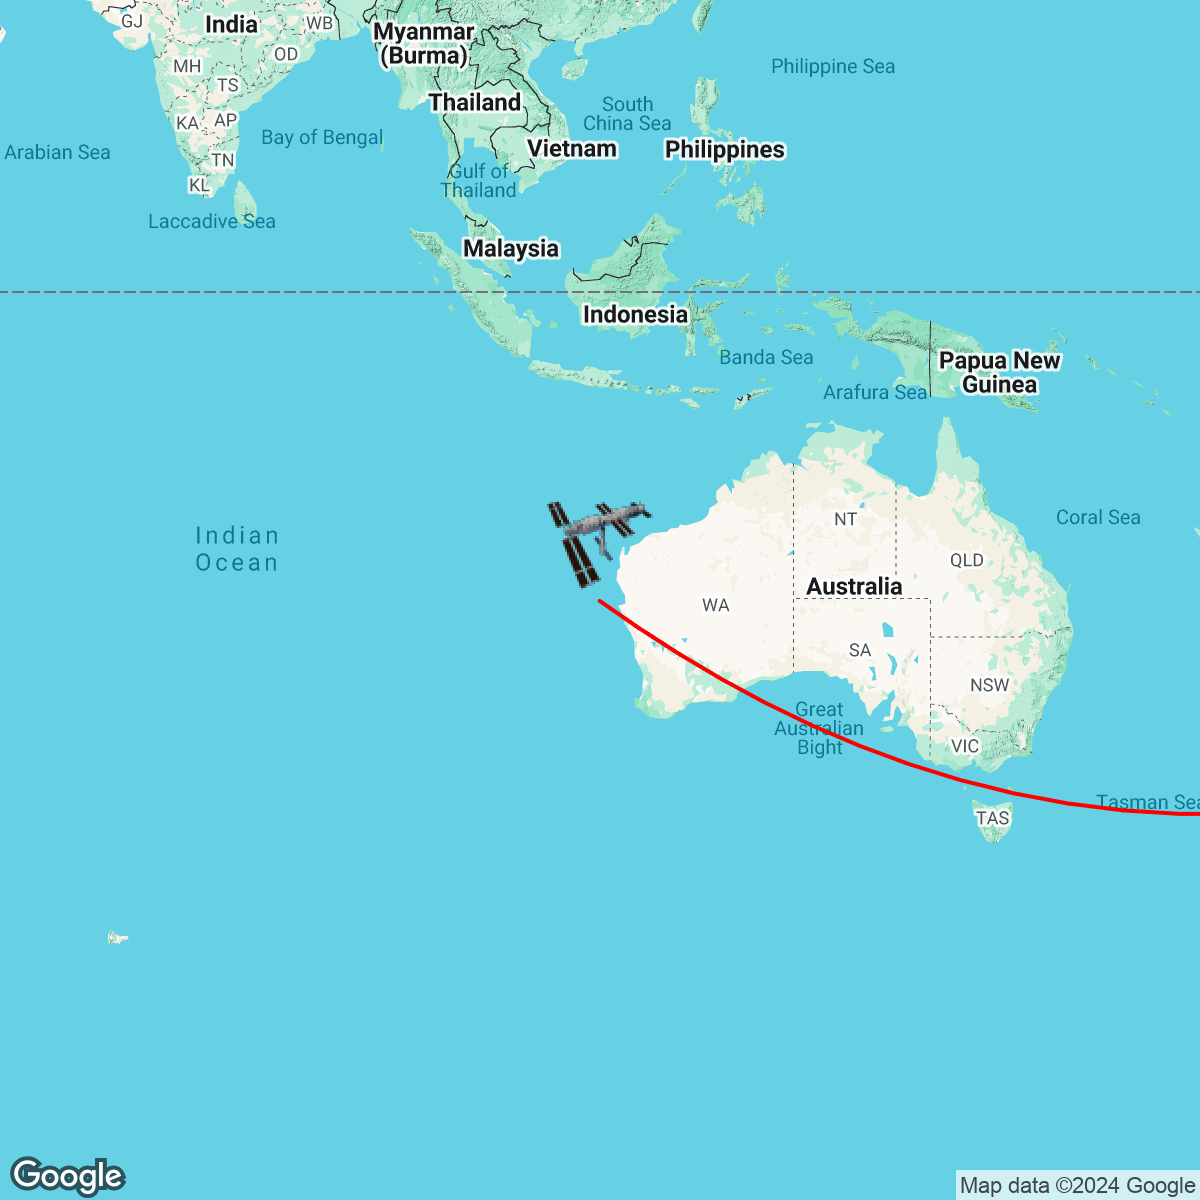 GJ
India
WB
Myanmar
(Burma)
OD
MH
Philippine Sea
TS
Thailand
South
China Sea
KA
AP
Bay of Bengal
Vietnam
Philippines
Arabian Sea
TN
Gulf of
Thailand
KL
Laccadive Sea
Malaysia
Indonesia
Banda Sea
Papua New
Guinea
Arafura Sea
Indian
Ocean
NT
Coral Sea
QLD
Australia
WA
SA
NSW
Great
Australian
Bight
VIC
Tasman Sea
TAS
Google
Map data ©2024 Google